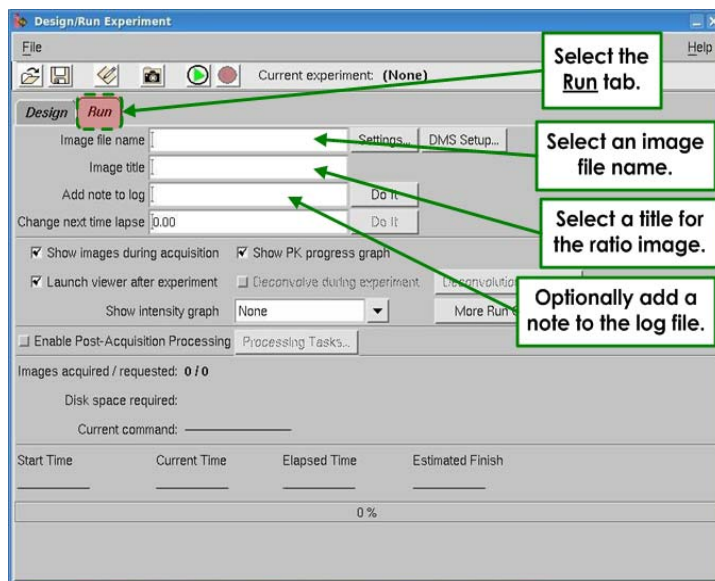 Design/Run Experiment
File
Help
Current experiment: (None)
Select the
Run tab.
Design
Run
Image file name
Settings...
DMS Setup...
Select an image
file name.
Image title
Add note to log
Do It
Select a title for
the ratio image.
Change next time lapse
0.00
Do It
Show images during acquisition
Show PK progress graph
Launch viewer after experiment
Deconvolve during experiment
Optionally add a
note to the log file.
Show intensity graph
None
More Run
Enable Post-Acquisition Processing
Processing Tasks...
Images acquired / requested: 0 / 0
Disk space required:
Current command:
Start Time
Current Time
Elapsed Time
Estimated Finish
0 %